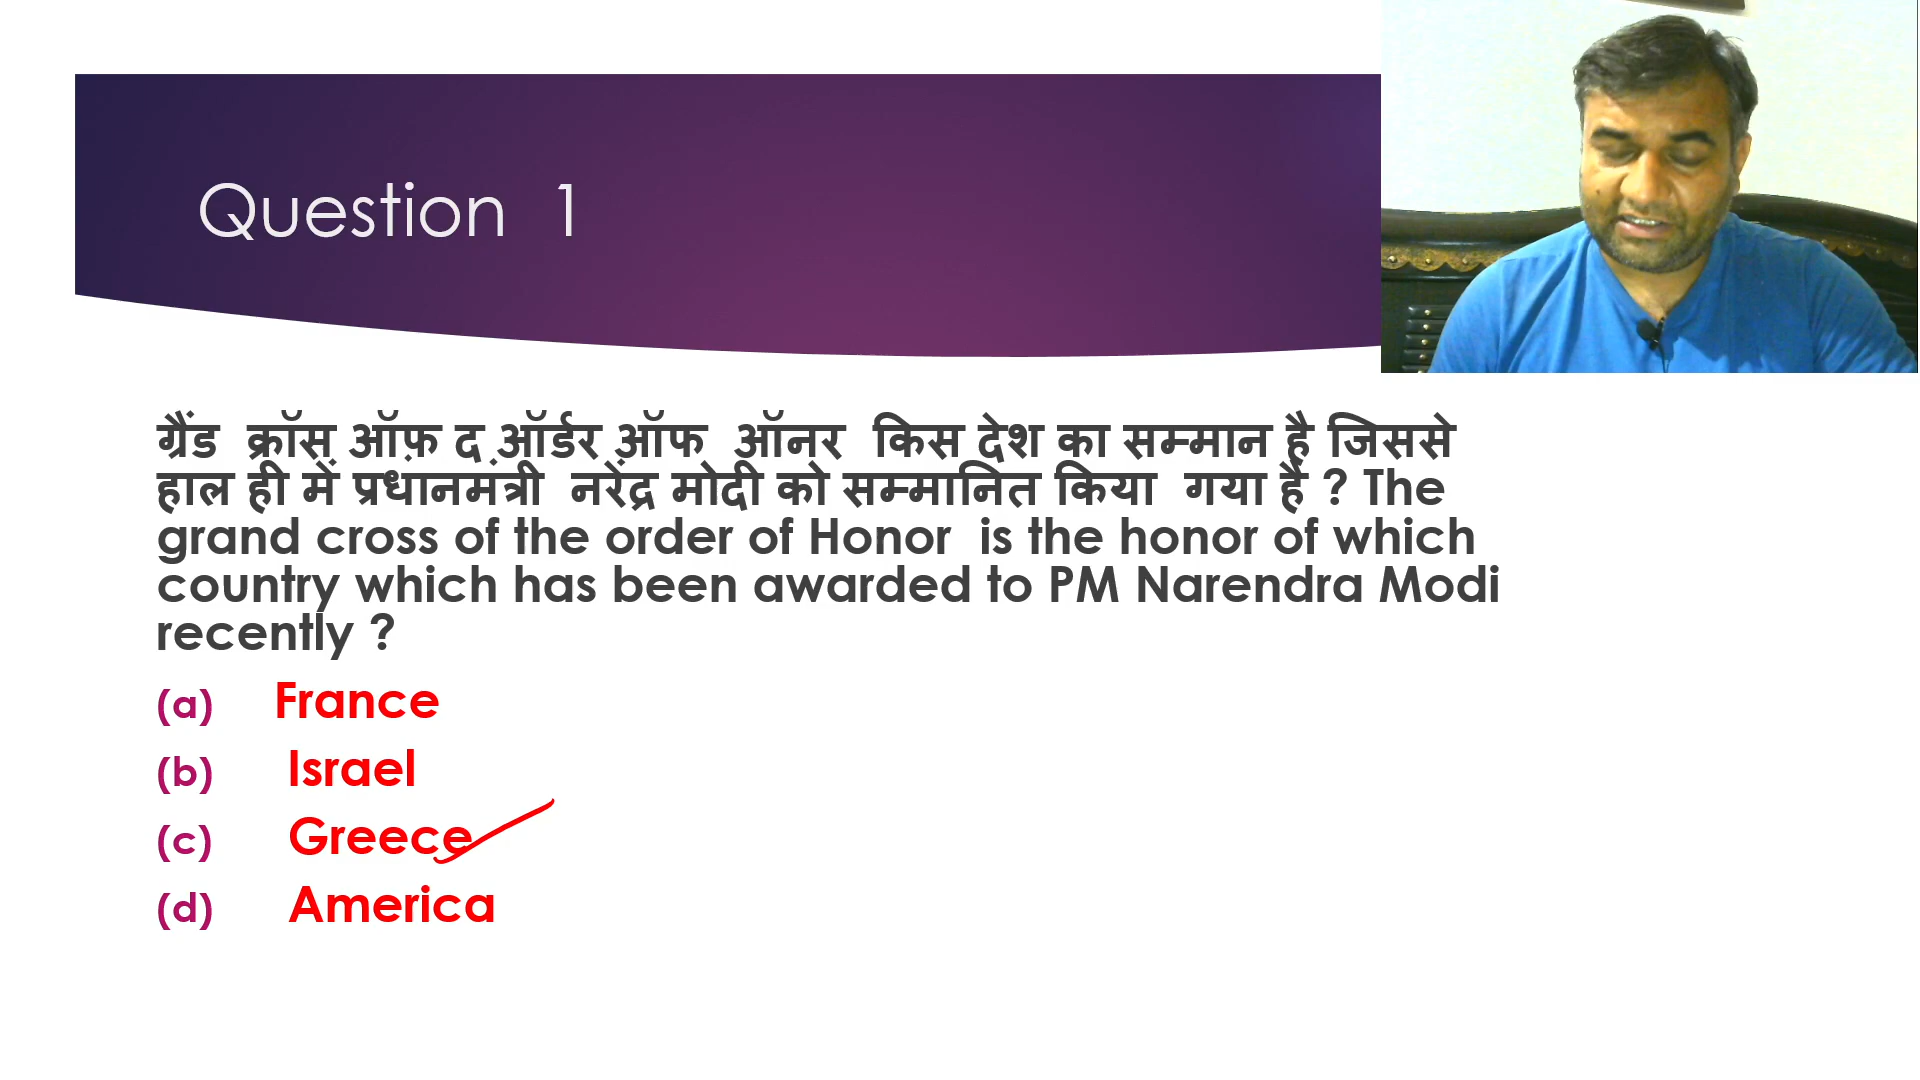 Question 1
ग्रैंड क्रॉस ऑफ़ द ऑर्डर ऑफ ऑनर किस देश का सम्मान है जिससे
हाल ही में प्रधानमंत्री नरेंद्र मोदी को सम्मानित किया गया है ? The
grand cross of the order of Honor is the honor of which
country which has been awarded to PM Narendra Modi
recently ?
(a) France
(b) Israel
(c) Greece
(d) America